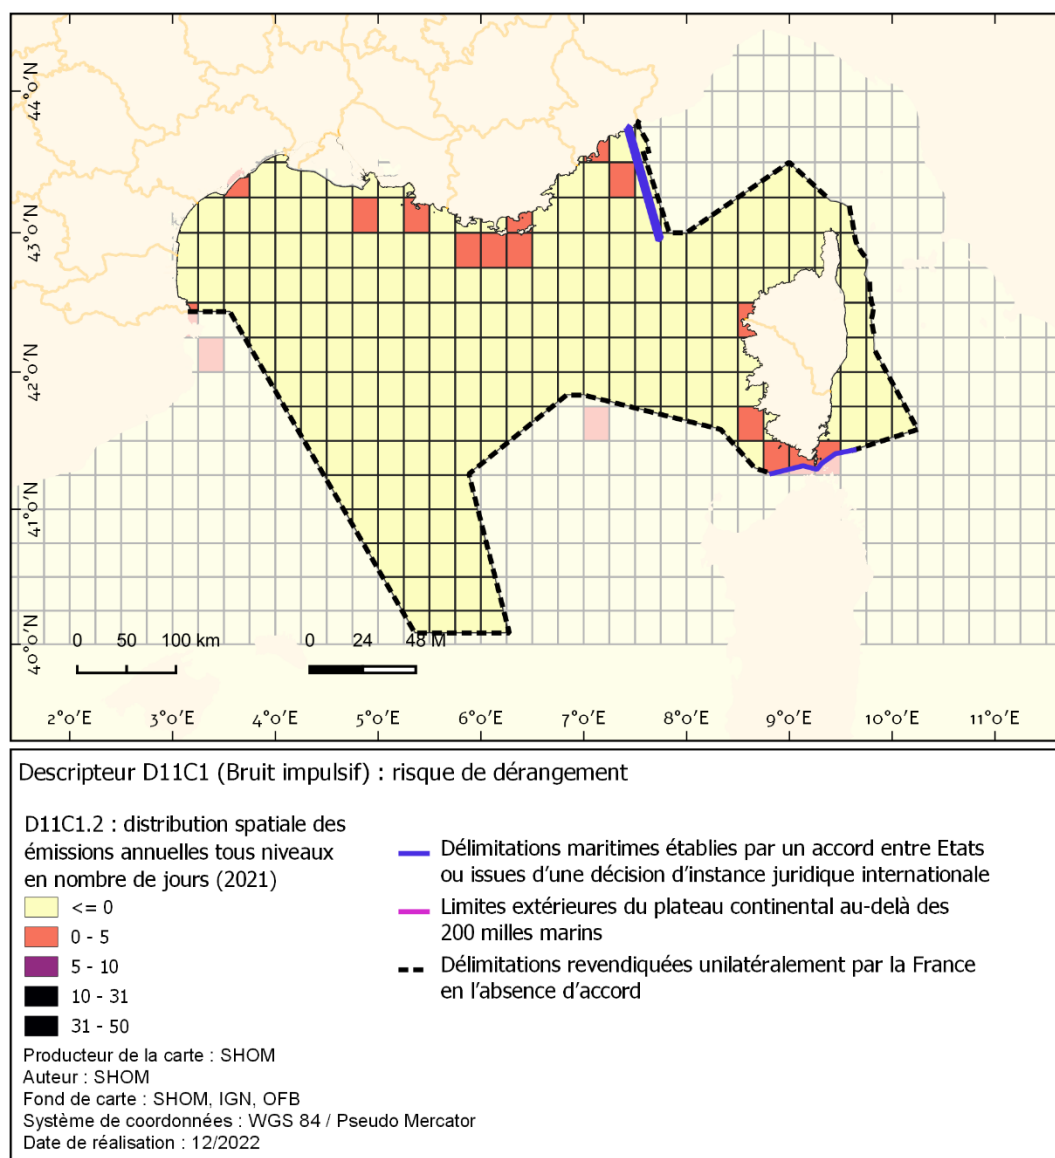 44°0'N
43°0'N
42°0'N
41°0'N
40°0'N
0 50 100 km
0 24 48 M
2°0'E 3°0'E 4°0'E 5°0'E 6°0'E 7°0'E 8°0'E 9°0'E 10°0'E 11°0'E
Descripteur D11C1 (Bruit impulsif) : risque de dérangement
D11C1.2 : distribution spatiale des
émissions annuelles tous niveaux
en nombre de jours (2021)
<= 0
0 - 5
5 - 10
10 - 31
31 - 50
Délimitations maritimes établies par un accord entre Etats
ou issues d'une décision d'instance juridique internationale
Limites extérieures du plateau continental au-delà des
200 milles marins
Délimitations revendiquées unilatéralement par la France
en l'absence d'accord
Producteur de la carte : SHOM
Auteur : SHOM
Fond de carte : SHOM, IGN, OFB
Système de coordonnées : WGS 84 / Pseudo Mercator
Date de réalisation : 12/2022